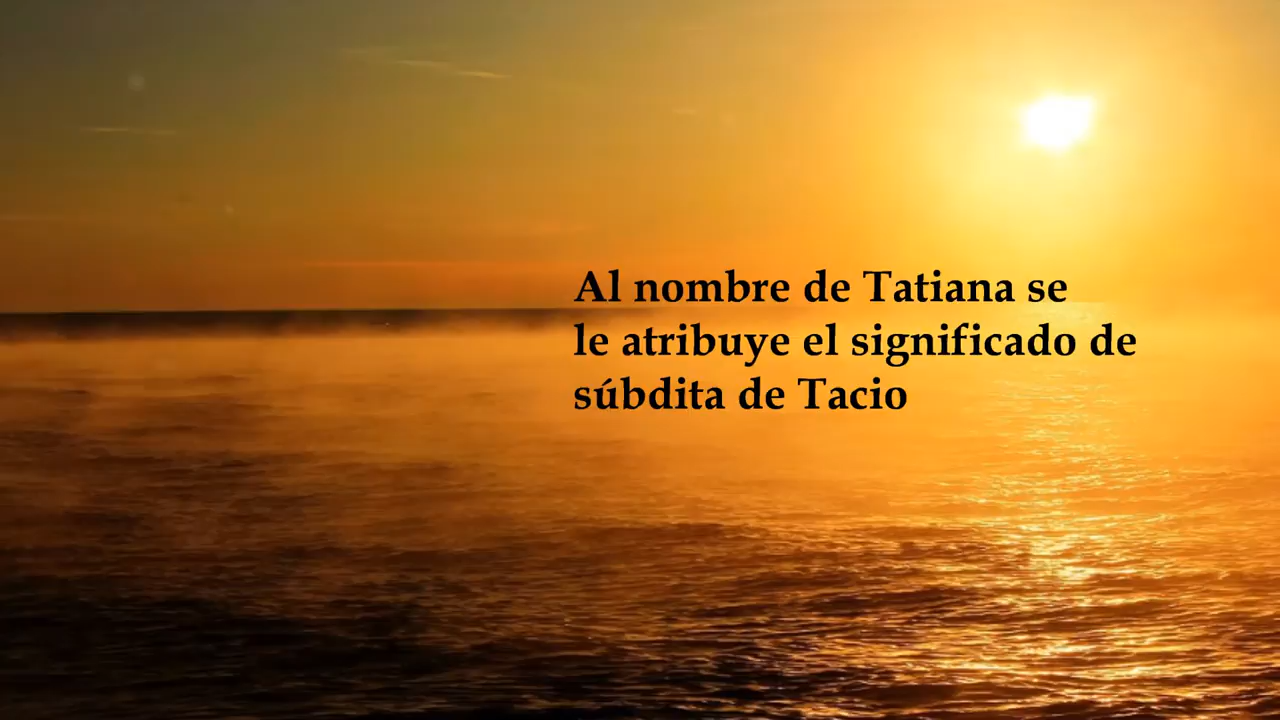 Al nombre de Tatiana se
le atribuye el significado de
súbdita de Tacio